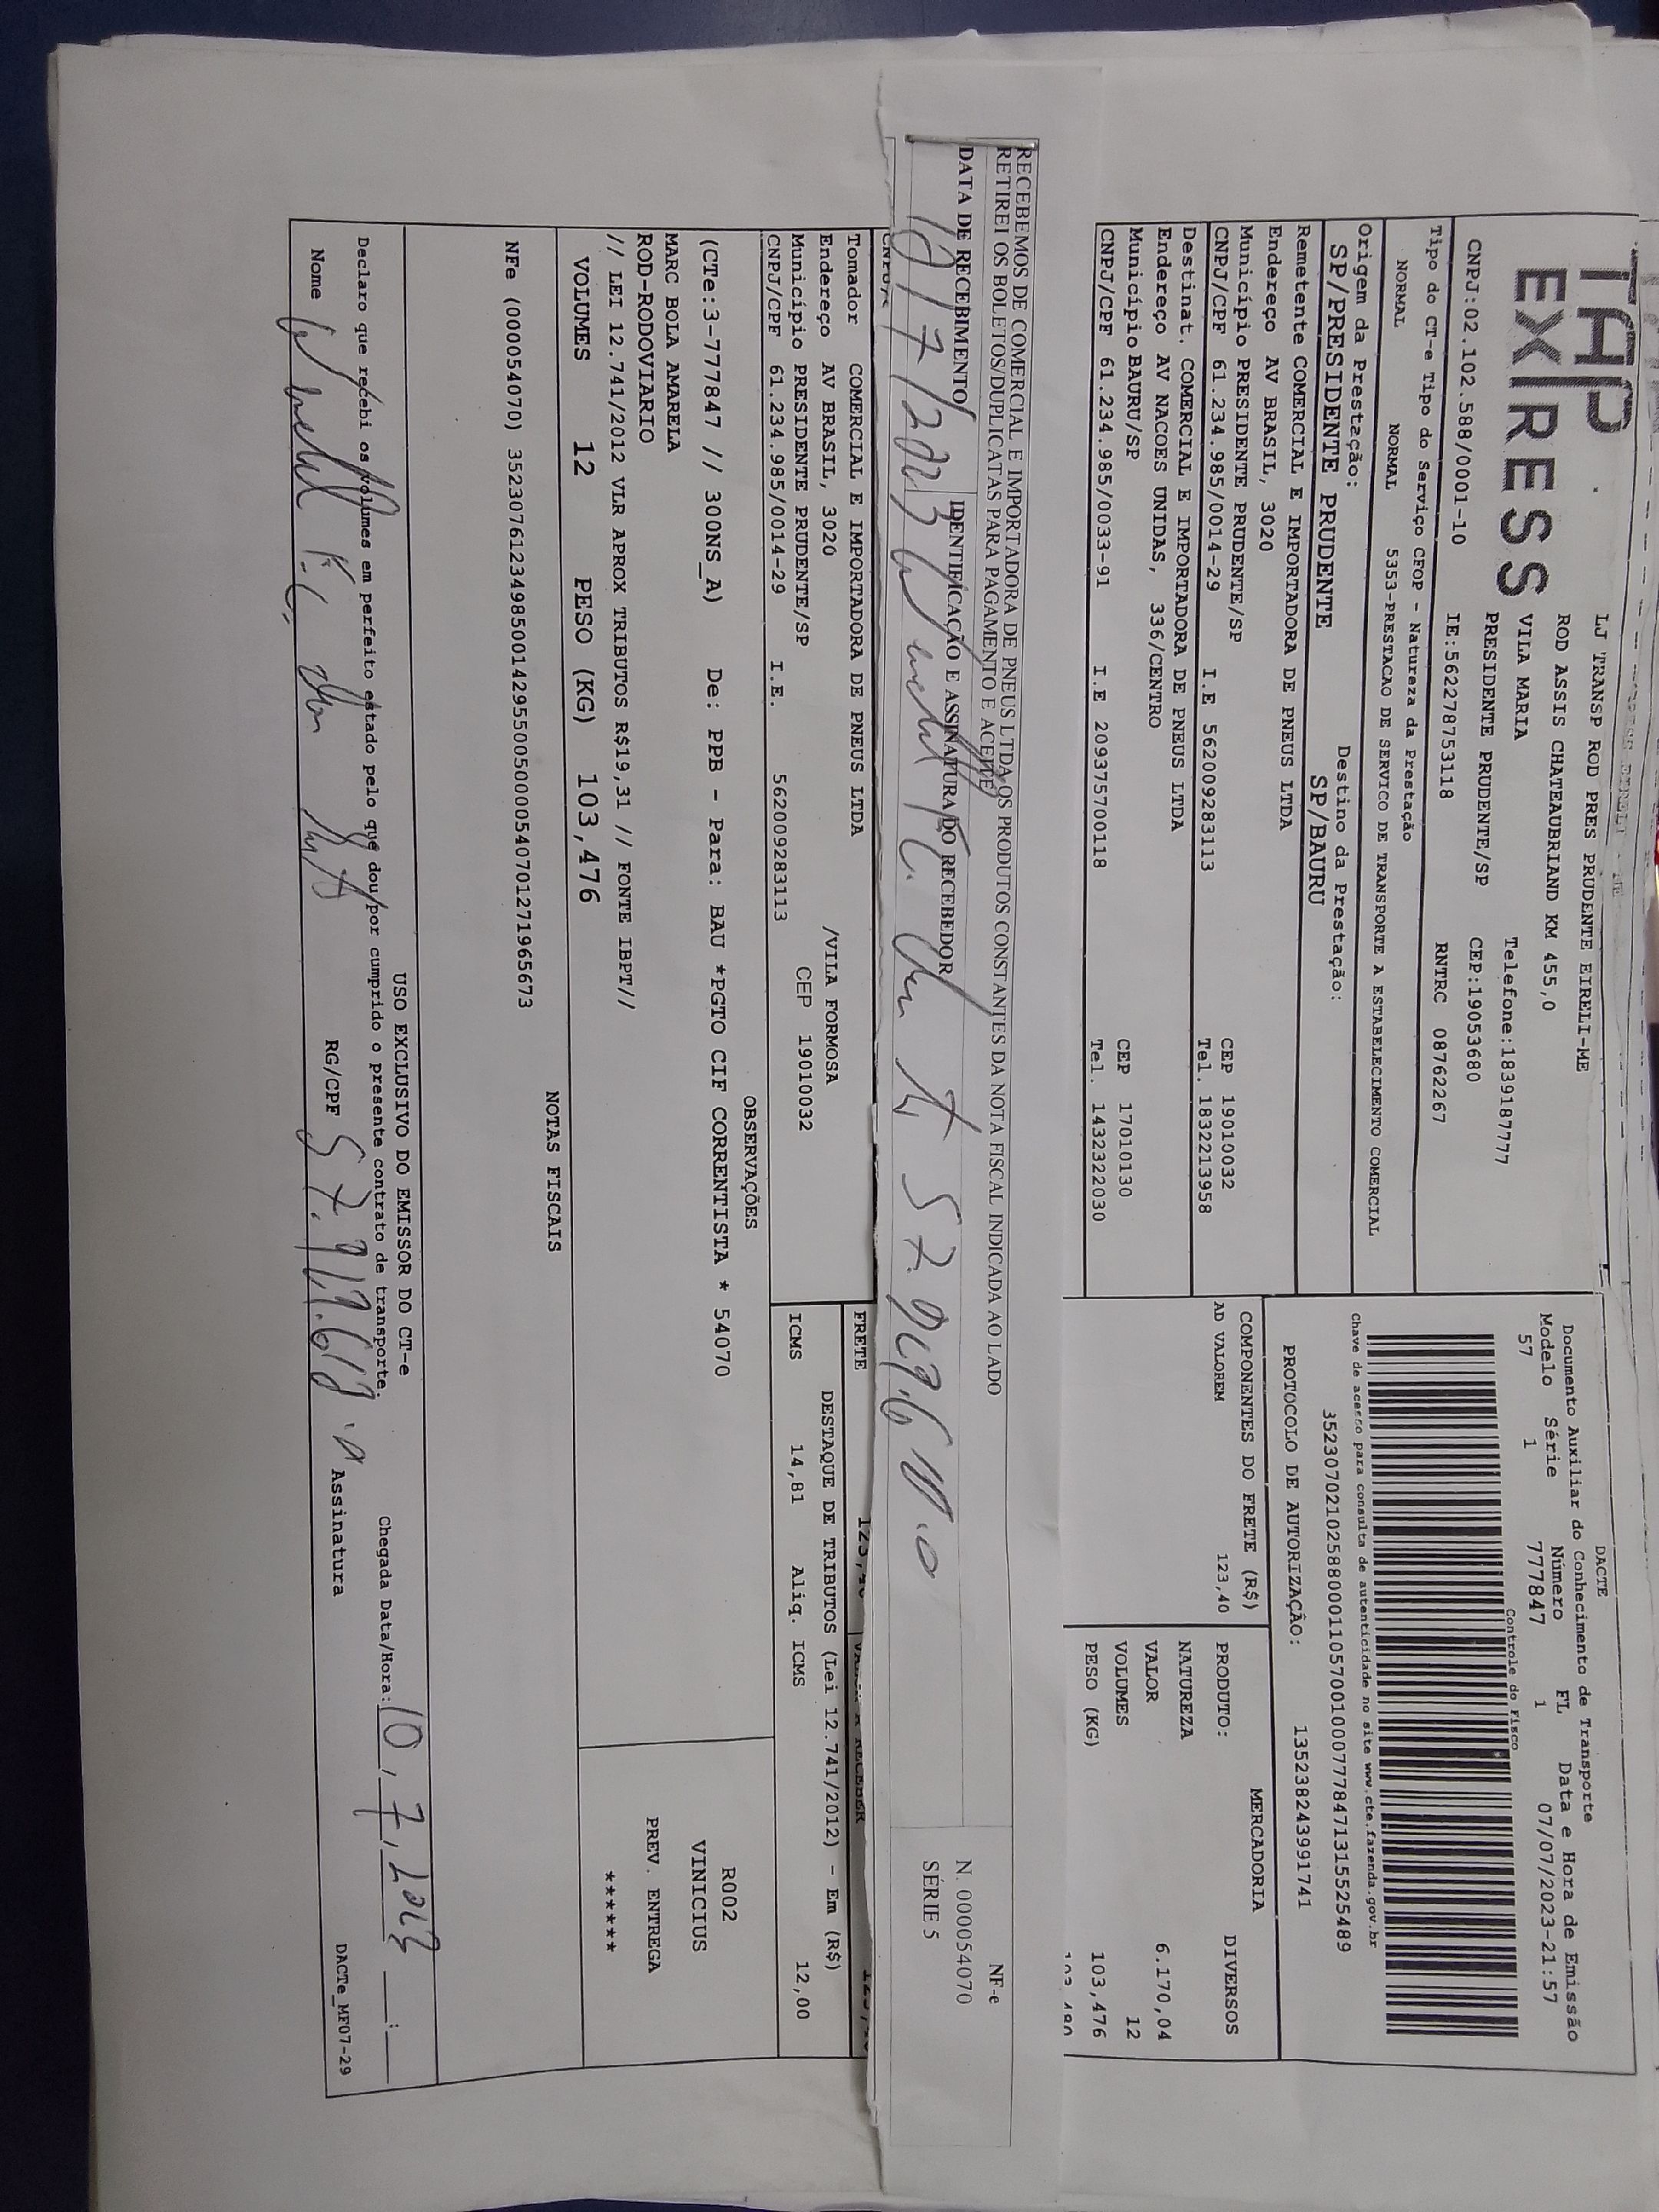 TAP
EXPRESS
LJ TRANSP ROD PRES PRUDENTE EIRELI-ME
ROD ASSIS CHATEAUBRIAND KM 455,0
VILA MARIA Telefone:1839187777
PRESIDENTE PRUDENTE/SP CEP:19053680
CNPJ:02.102.588/0001-10 IE:562278753118 RNTRC 08762267
Tipo do CT-e Tipo do Serviço CFOP - Natureza da Prestação
NORMAL NORMAL 5353-PRESTACAO DE SERVICO DE TRANSPORTE A ESTABELECIMENTO COMERCIAL
Origem da Prestação: Destino da Prestação:
SP/PRESIDENTE PRUDENTE SP/BAURU
Remetente COMERCIAL E IMPORTADORA DE PNEUS LTDA
Endereço AV BRASIL, 3020
Município PRESIDENTE PRUDENTE/SP CEP 19010032
CNPJ/CPF 61.234.985/0014-29 I.E 562009283113 Tel. 1832213958
Destinat. COMERCIAL E IMPORTADORA DE PNEUS LTDA
Endereço AV NACOES UNIDAS, 336/CENTRO
Município BAURU/SP CEP 17010130
CNPJ/CPF 61.234.985/0033-91 I.E 209375700118 Tel. 1432322030
DACTE
Documento Auxiliar do Conhecimento de Transporte
Modelo Série Número FL Data e Hora de Emissão
57 1 777847 1 07/07/2023-21:57
Controle do Fisco
Chave de acesso para consulta de autenticidade no site www.cte.fazenda.gov.br
35230702102588000110570010007778471315525489
PROTOCOLO DE AUTORIZAÇÃO: 135238243991741
COMPONENTES DO FRETE (R$)
AD VALOREM 123,40
MERCADORIA
PRODUTO: DIVERSOS
NATUREZA
VALOR 6.170,04
VOLUMES 12
PESO (KG) 103,476
RECEBEMOS DE COMERCIAL E IMPORTADORA DE PNEUS LTDA OS PRODUTOS CONSTANTES DA NOTA FISCAL INDICADA AO LADO
RETIREI OS BOLETOS/DUPLICATAS PARA PAGAMENTO E ACEITE
DATA DE RECEBIMENTO IDENTIFICAÇÃO E ASSINATURA DO RECEBEDOR
10/7/2023
NF-e
N. 000054070
SÉRIE 5
Tomador COMERCIAL E IMPORTADORA DE PNEUS LTDA
Endereço AV BRASIL, 3020 /VILA FORMOSA
Município PRESIDENTE PRUDENTE/SP CEP 19010032
CNPJ/CPF 61.234.985/0014-29 I.E. 562009283113
FRETE
DESTAQUE DE TRIBUTOS (Lei 12.741/2012) - Em (R$)
ICMS 14,81 Aliq. ICMS 12,00
OBSERVAÇÕES
(CTe:3-777847 // 300NS_A) De: PPB - Para: BAU *PGTO CIF CORRENTISTA * 54070
MARC BOLA AMARELA
ROD-RODOVIARIO
// LEI 12.741/2012 VLR APROX TRIBUTOS R$19,31 // FONTE IBPT//
VOLUMES 12 PESO (KG) 103,476
R002
VINICIUS
PREV. ENTREGA
******
NOTAS FISCAIS
NFe (000054070) 35230761234985001429550050000540701271965673
USO EXCLUSIVO DO EMISSOR DO CT-e
Declaro que recebi os volumes em perfeito estado pelo que dou por cumprido o presente contrato de transporte.
Chegada Data/Hora: 10, 7, 2023 __:__
Nome RG/CPF Assinatura
DACTe_MF07-29